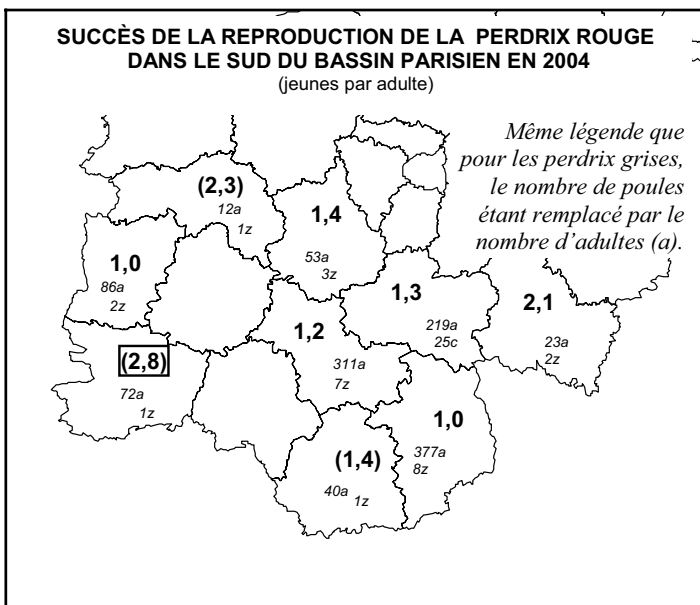 SUCCÈS DE LA REPRODUCTION DE LA PERDRIX ROUGE
DANS LE SUD DU BASSIN PARISIEN EN 2004
(jeunes par adulte)
Même légende que
pour les perdrix grises,
le nombre de poules
étant remplacé par le
nombre d'adultes (a).
(2,3)
12a
1z
1,4
53a
3z
1,0
86a
2z
1,3
219a
25c
2,1
23a
2z
1,2
311a
7z
(2,8)
72a
1z
1,0
377a
8z
(1,4)
40a
1z